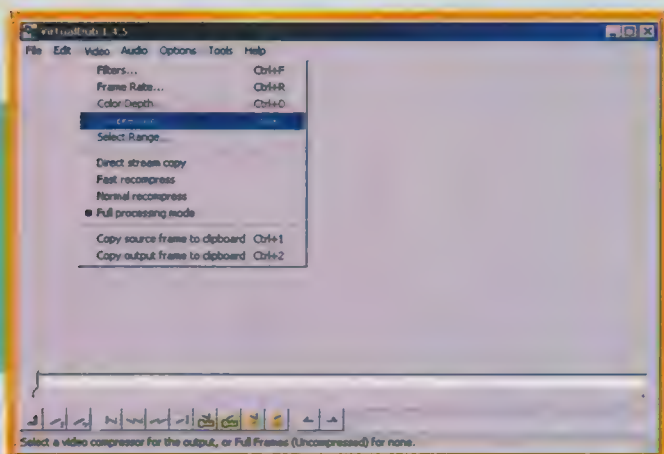 VirtualDub 1.4.5
File Edit Video Audio Options Tools Help
Filters... Ctrl+F
Frame Rate... Ctrl+R
Color Depth... Ctrl+D
Select Range...
Direct stream copy
Fast recompress
Normal recompress
Full processing mode
Copy source frame to clipboard Ctrl+1
Copy output frame to clipboard Ctrl+2
Select a video compressor for the output, or Full Frames (Uncompressed) for none.